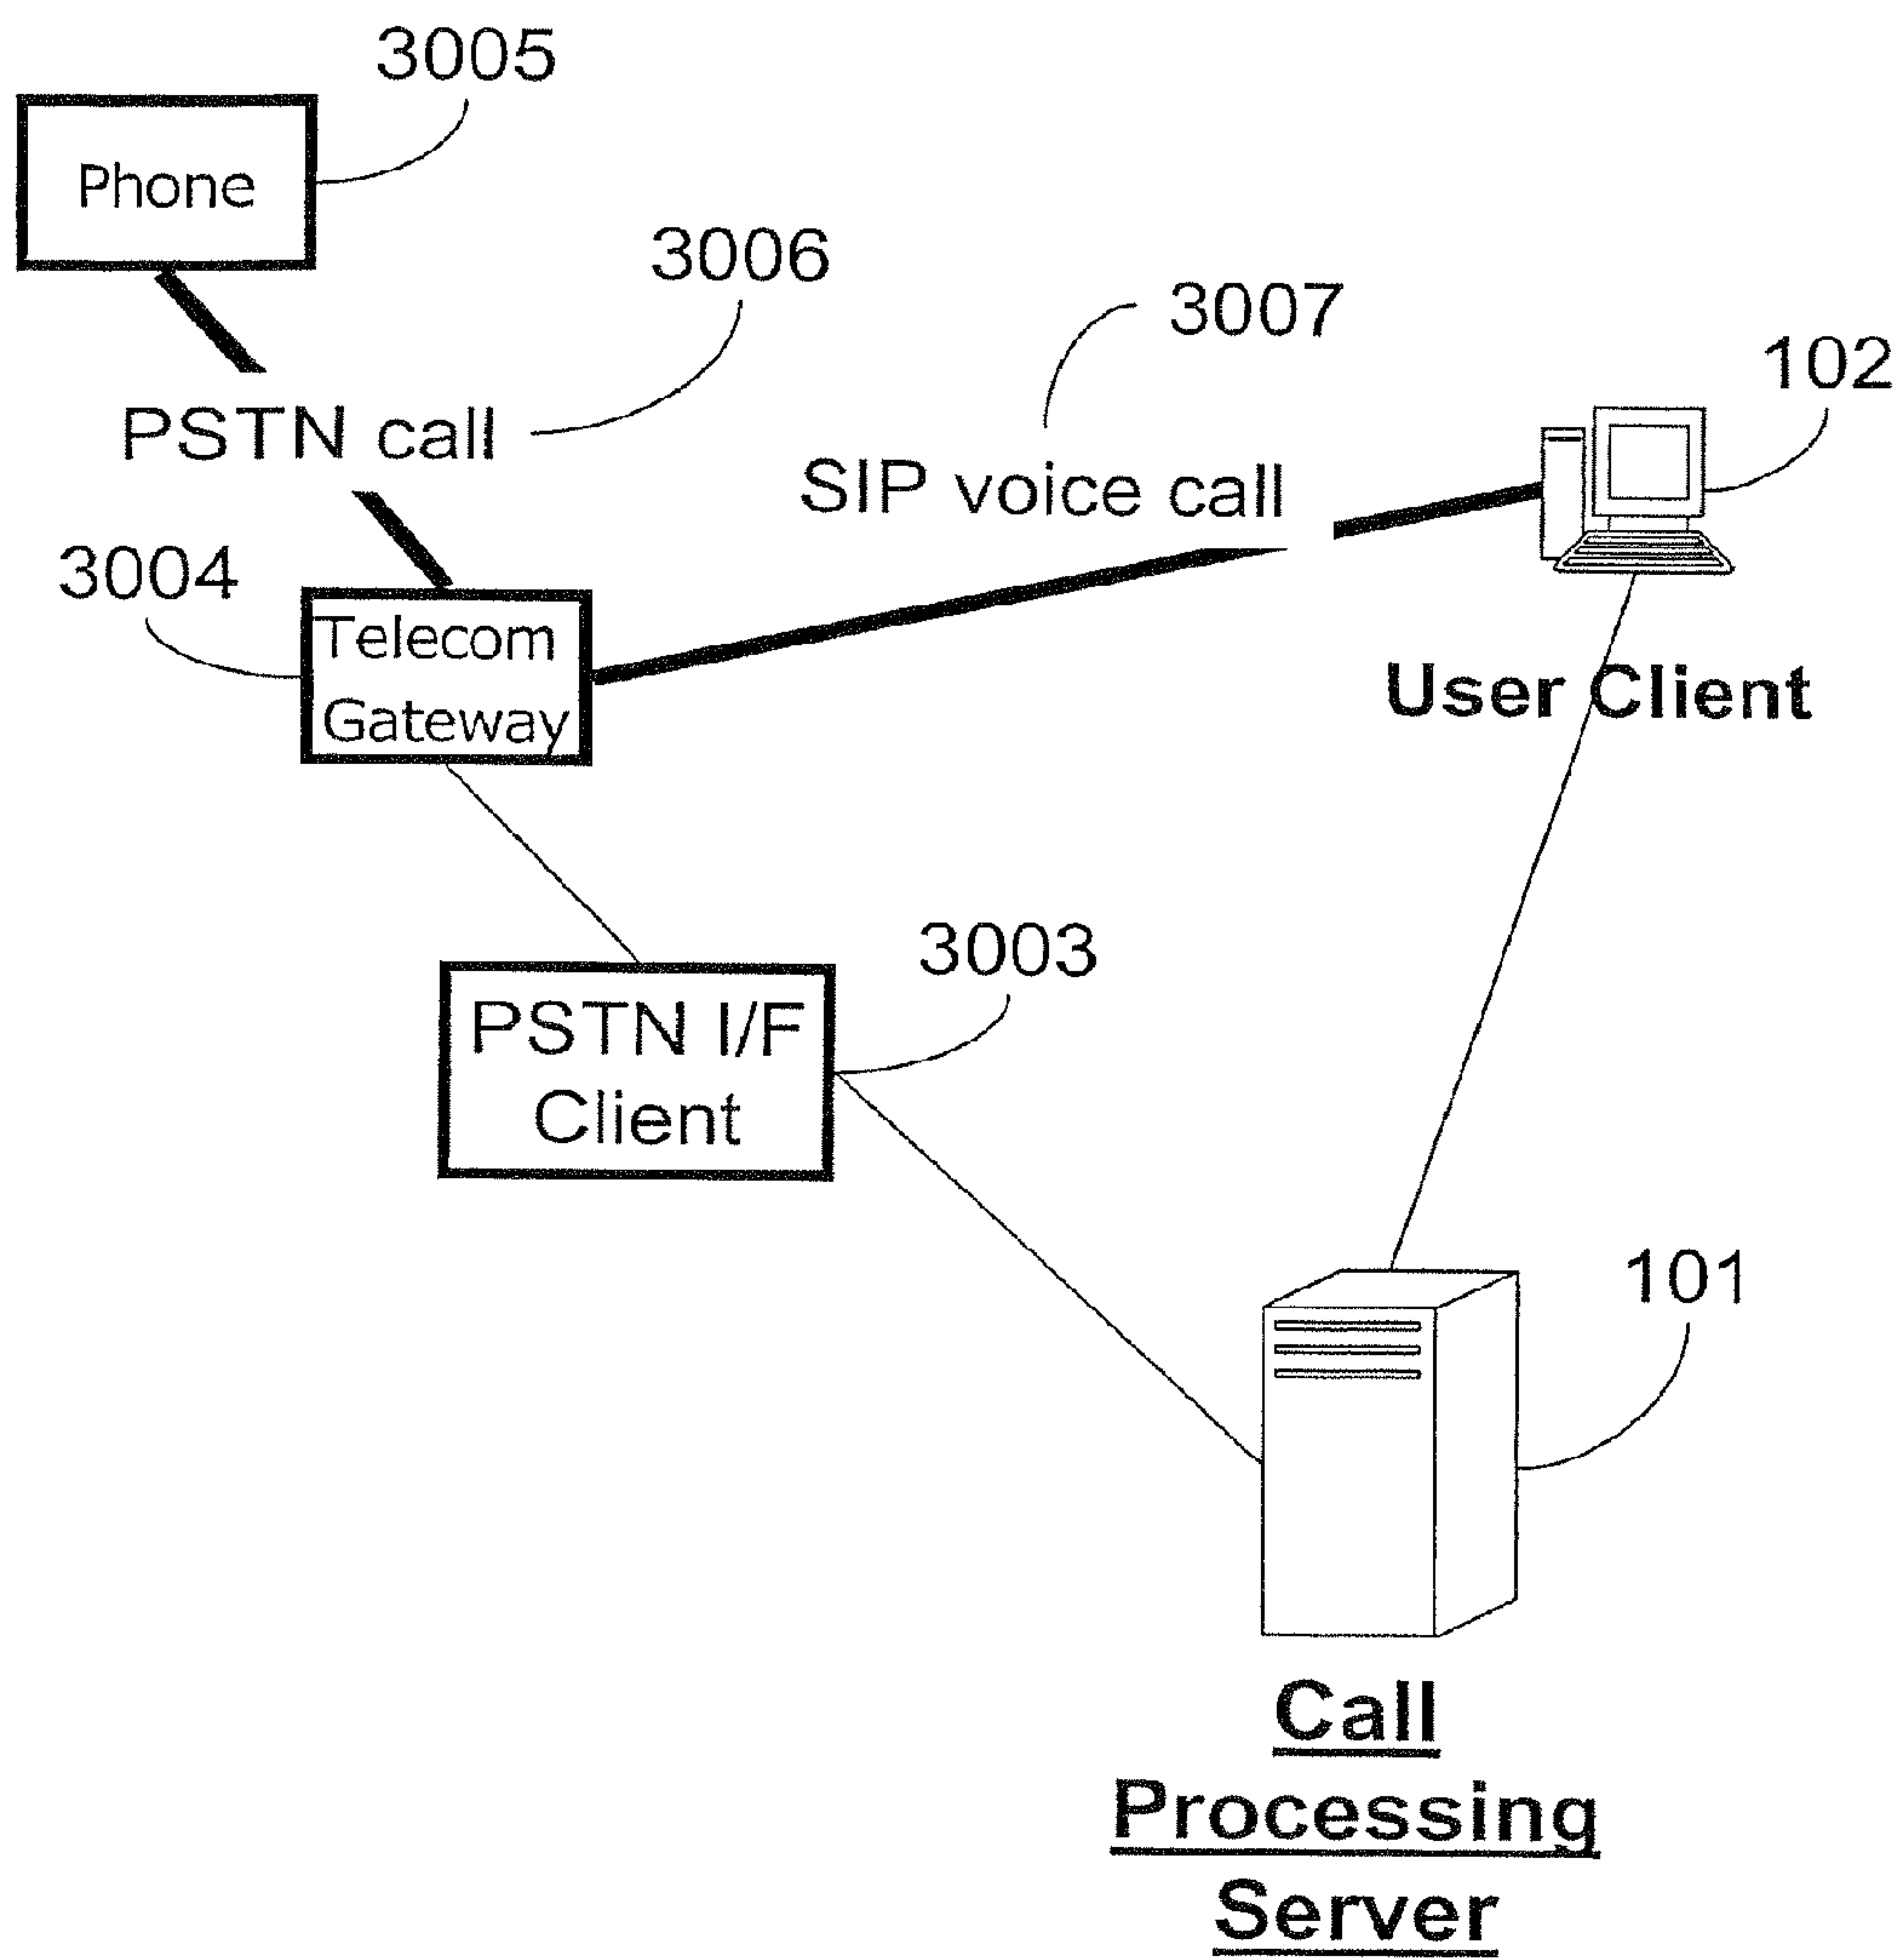 3005
Phone
3006
3007
102
PSTN call
SIP voice call
3004
Telecom
Gateway
User Client
3003
PSTN I/F
Client
101
Call
Processing
Server